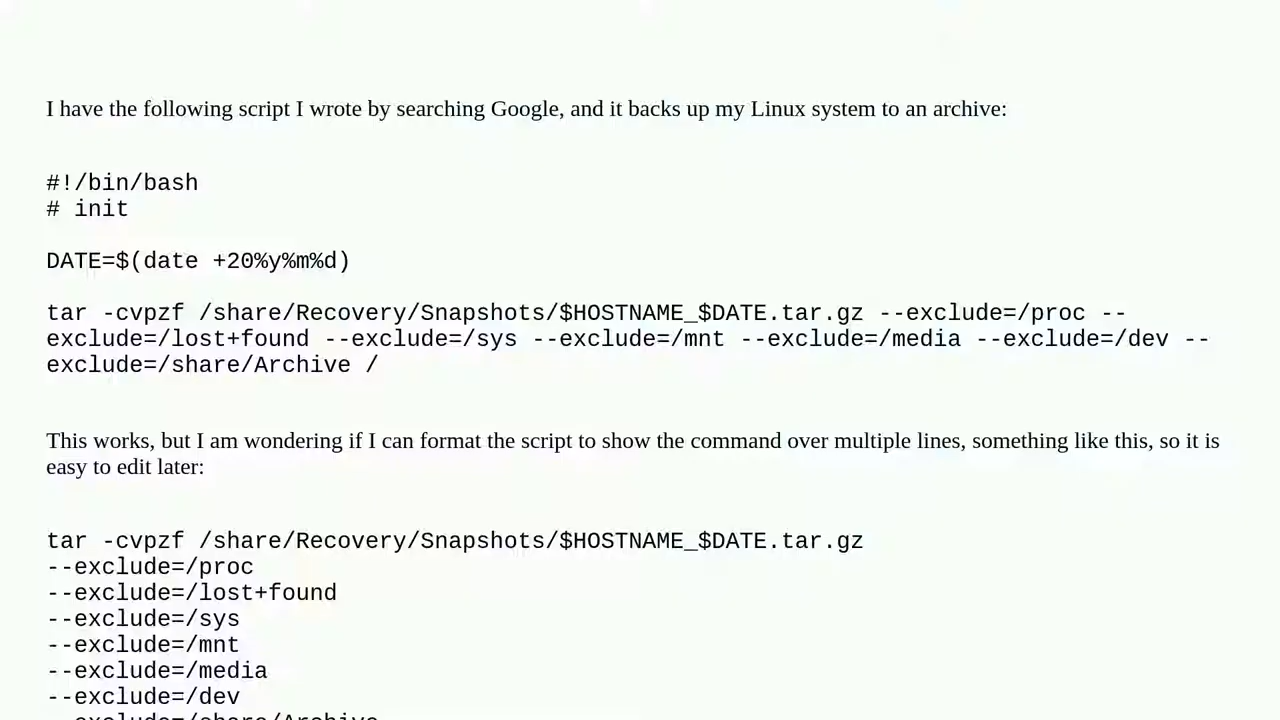 I have the following script I wrote by searching Google, and it backs up my Linux system to an archive:
#!/bin/bash
# init
DATE=$(date +20%y%m%d)
tar -cvpzf /share/Recovery/Snapshots/$HOSTNAME_$DATE.tar.gz --exclude=/proc --
exclude=/lost+found --exclude=/sys --exclude=/mnt --exclude=/media --exclude=/dev --
exclude=/share/Archive /
This works, but I am wondering if I can format the script to show the command over multiple lines, something like this, so it is
easy to edit later:
tar -cvpzf /share/Recovery/Snapshots/$HOSTNAME_$DATE.tar.gz
--exclude=/proc
--exclude=/lost+found
--exclude=/sys
--exclude=/mnt
--exclude=/media
--exclude=/dev
--exclude=/share/Archive